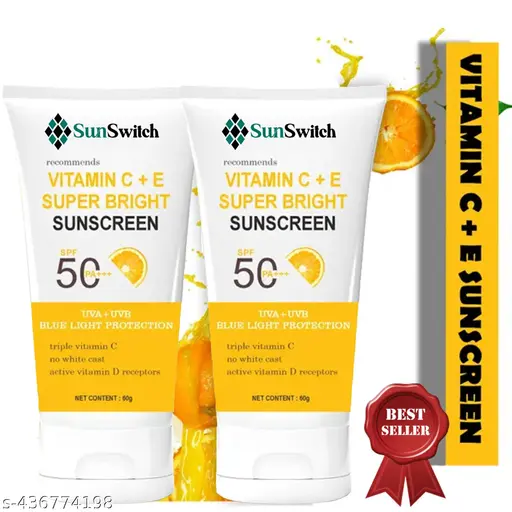 SunSwitch
recommends
VITAMIN C + E
SUPER BRIGHT
SUNSCREEN
SPF
50
PA+++
UVA+UVB
BLUE LIGHT PROTECTION
triple vitamin C
no white cast
active vitamin D receptors
NET CONTENT : 60g
SunSwitch
recommends
VITAMIN C + E
SUPER BRIGHT
SUNSCREEN
SPF
50
PA+++
UVA+UVB
BLUE LIGHT PROTECTION
triple vitamin C
no white cast
active vitamin D receptors
NET CONTENT : 60g
VITAMIN C + E SUNSCREEN
BEST
SELLER
s-436774198